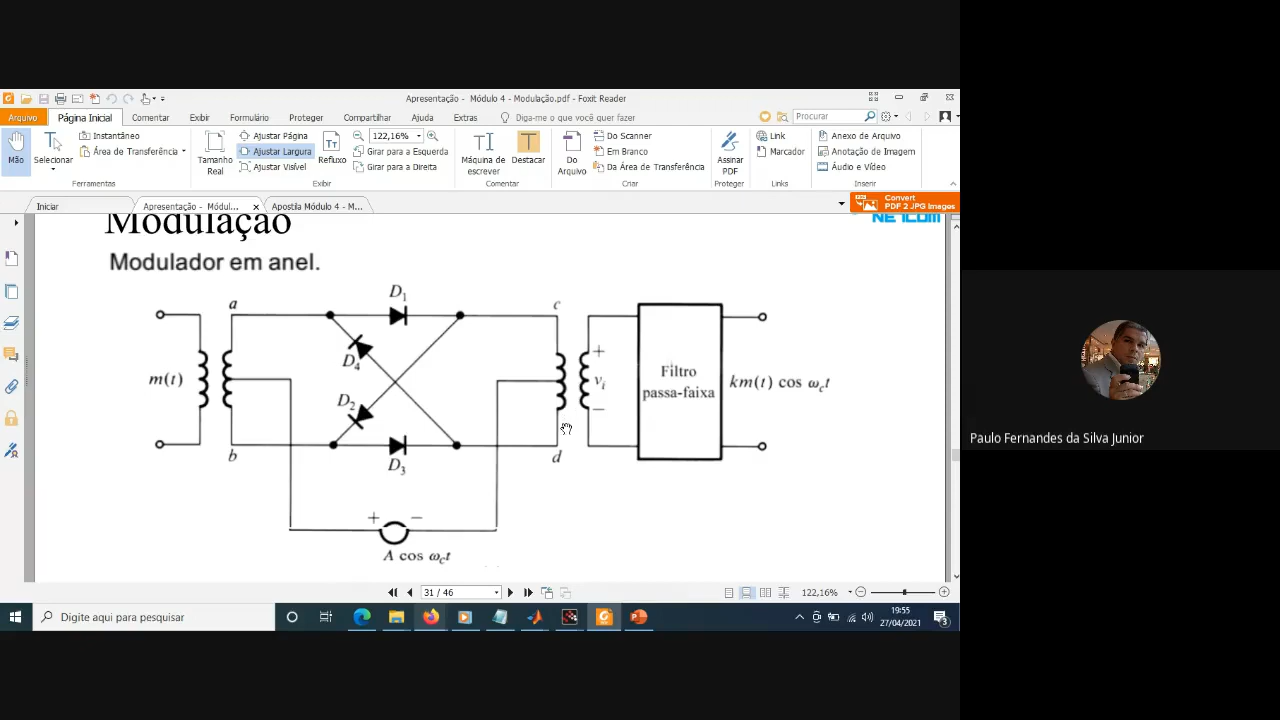 Apresentação - Módulo 4 - Modulação.pdf - Foxit Reader
Arquivo Página Inicial Comentar Exibir Formulário Proteger Compartilhar Ajuda Extras Diga-me o que você quer fazer Procurar
Mão
Selecionar
Instantâneo
Área de Transferência
Ferramentas
Tamanho Real
Ajustar Página
Ajustar Largura
Ajustar Visível
Refluxo
122,16%
Girar para a Esquerda
Girar para a Direita
Exibir
Máquina de escrever
Destacar
Comentar
Do Arquivo
Do Scanner
Em Branco
Da Área de Transferência
Criar
Assinar PDF
Proteger
Link
Marcador
Links
Anexo de Arquivo
Anotação de Imagem
Áudio e Vídeo
Inserir
Iniciar
Apresentação - Módul...
Apostila Módulo 4 - M...
Convert
PDF 2 JPG Images
Modulação
NETCOM
Modulador em anel.
a
D1
c
D4
m(t)
D2
b
D3
d
+
vi
−
Filtro
passa-faixa
km(t) cos ωct
+ −
A cos ωct
31 / 46
122,16%
Digite aqui para pesquisar
19:55
27/04/2021
3
Paulo Fernandes da Silva Junior